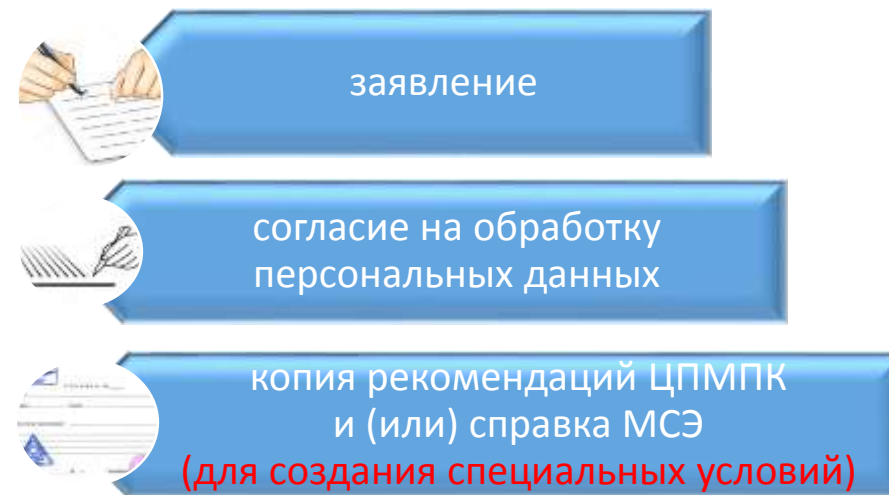 заявление
согласие на обработку
персональных данных
копия рекомендаций ЦПМПК
и (или) справка МСЭ
(для создания специальных условий)